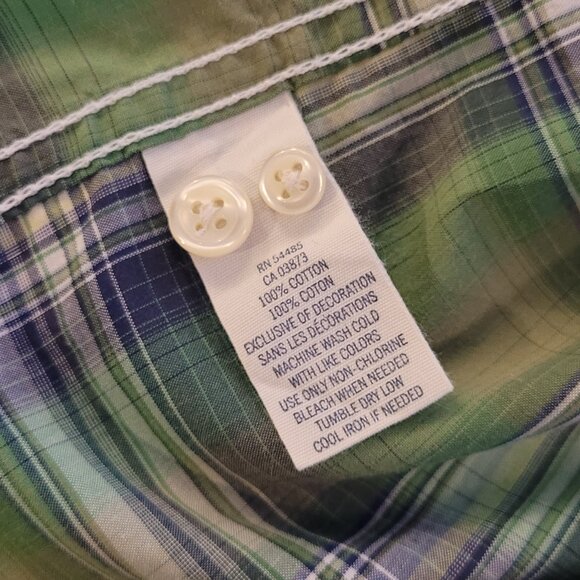 RN 54485
CA 03873
100% COTTON
100% COTON
EXCLUSIVE OF DECORATION
SANS LES DÉCORATIONS
MACHINE WASH COLD
WITH LIKE COLORS
USE ONLY NON-CHLORINE
BLEACH WHEN NEEDED
TUMBLE DRY LOW
COOL IRON IF NEEDED